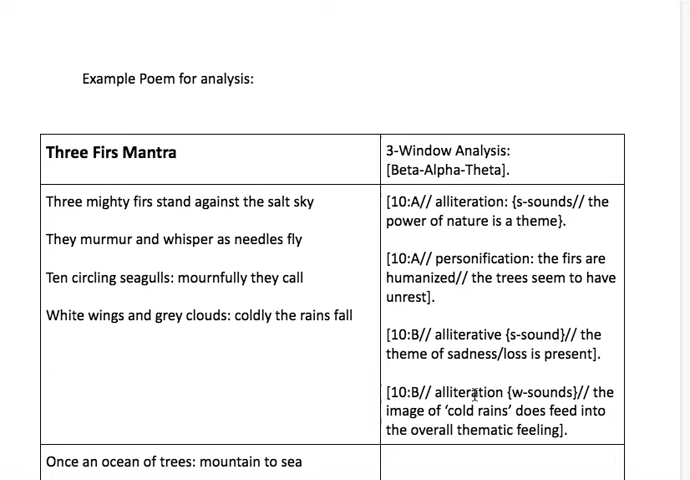 Example Poem for analysis:
Three Firs Mantra
3-Window Analysis:
[Beta-Alpha-Theta].
Three mighty firs stand against the salt sky
They murmur and whisper as needles fly
Ten circling seagulls: mournfully they call
White wings and grey clouds: coldly the rains fall
[10:A// alliteration: {s-sounds// the
power of nature is a theme}.
[10:A// personification: the firs are
humanized// the trees seem to have
unrest].
[10:B// alliterative {s-sound}// the
theme of sadness/loss is present].
[10:B// alliteration {w-sounds}// the
image of ‘cold rains’ does feed into
the overall thematic feeling].
Once an ocean of trees: mountain to sea